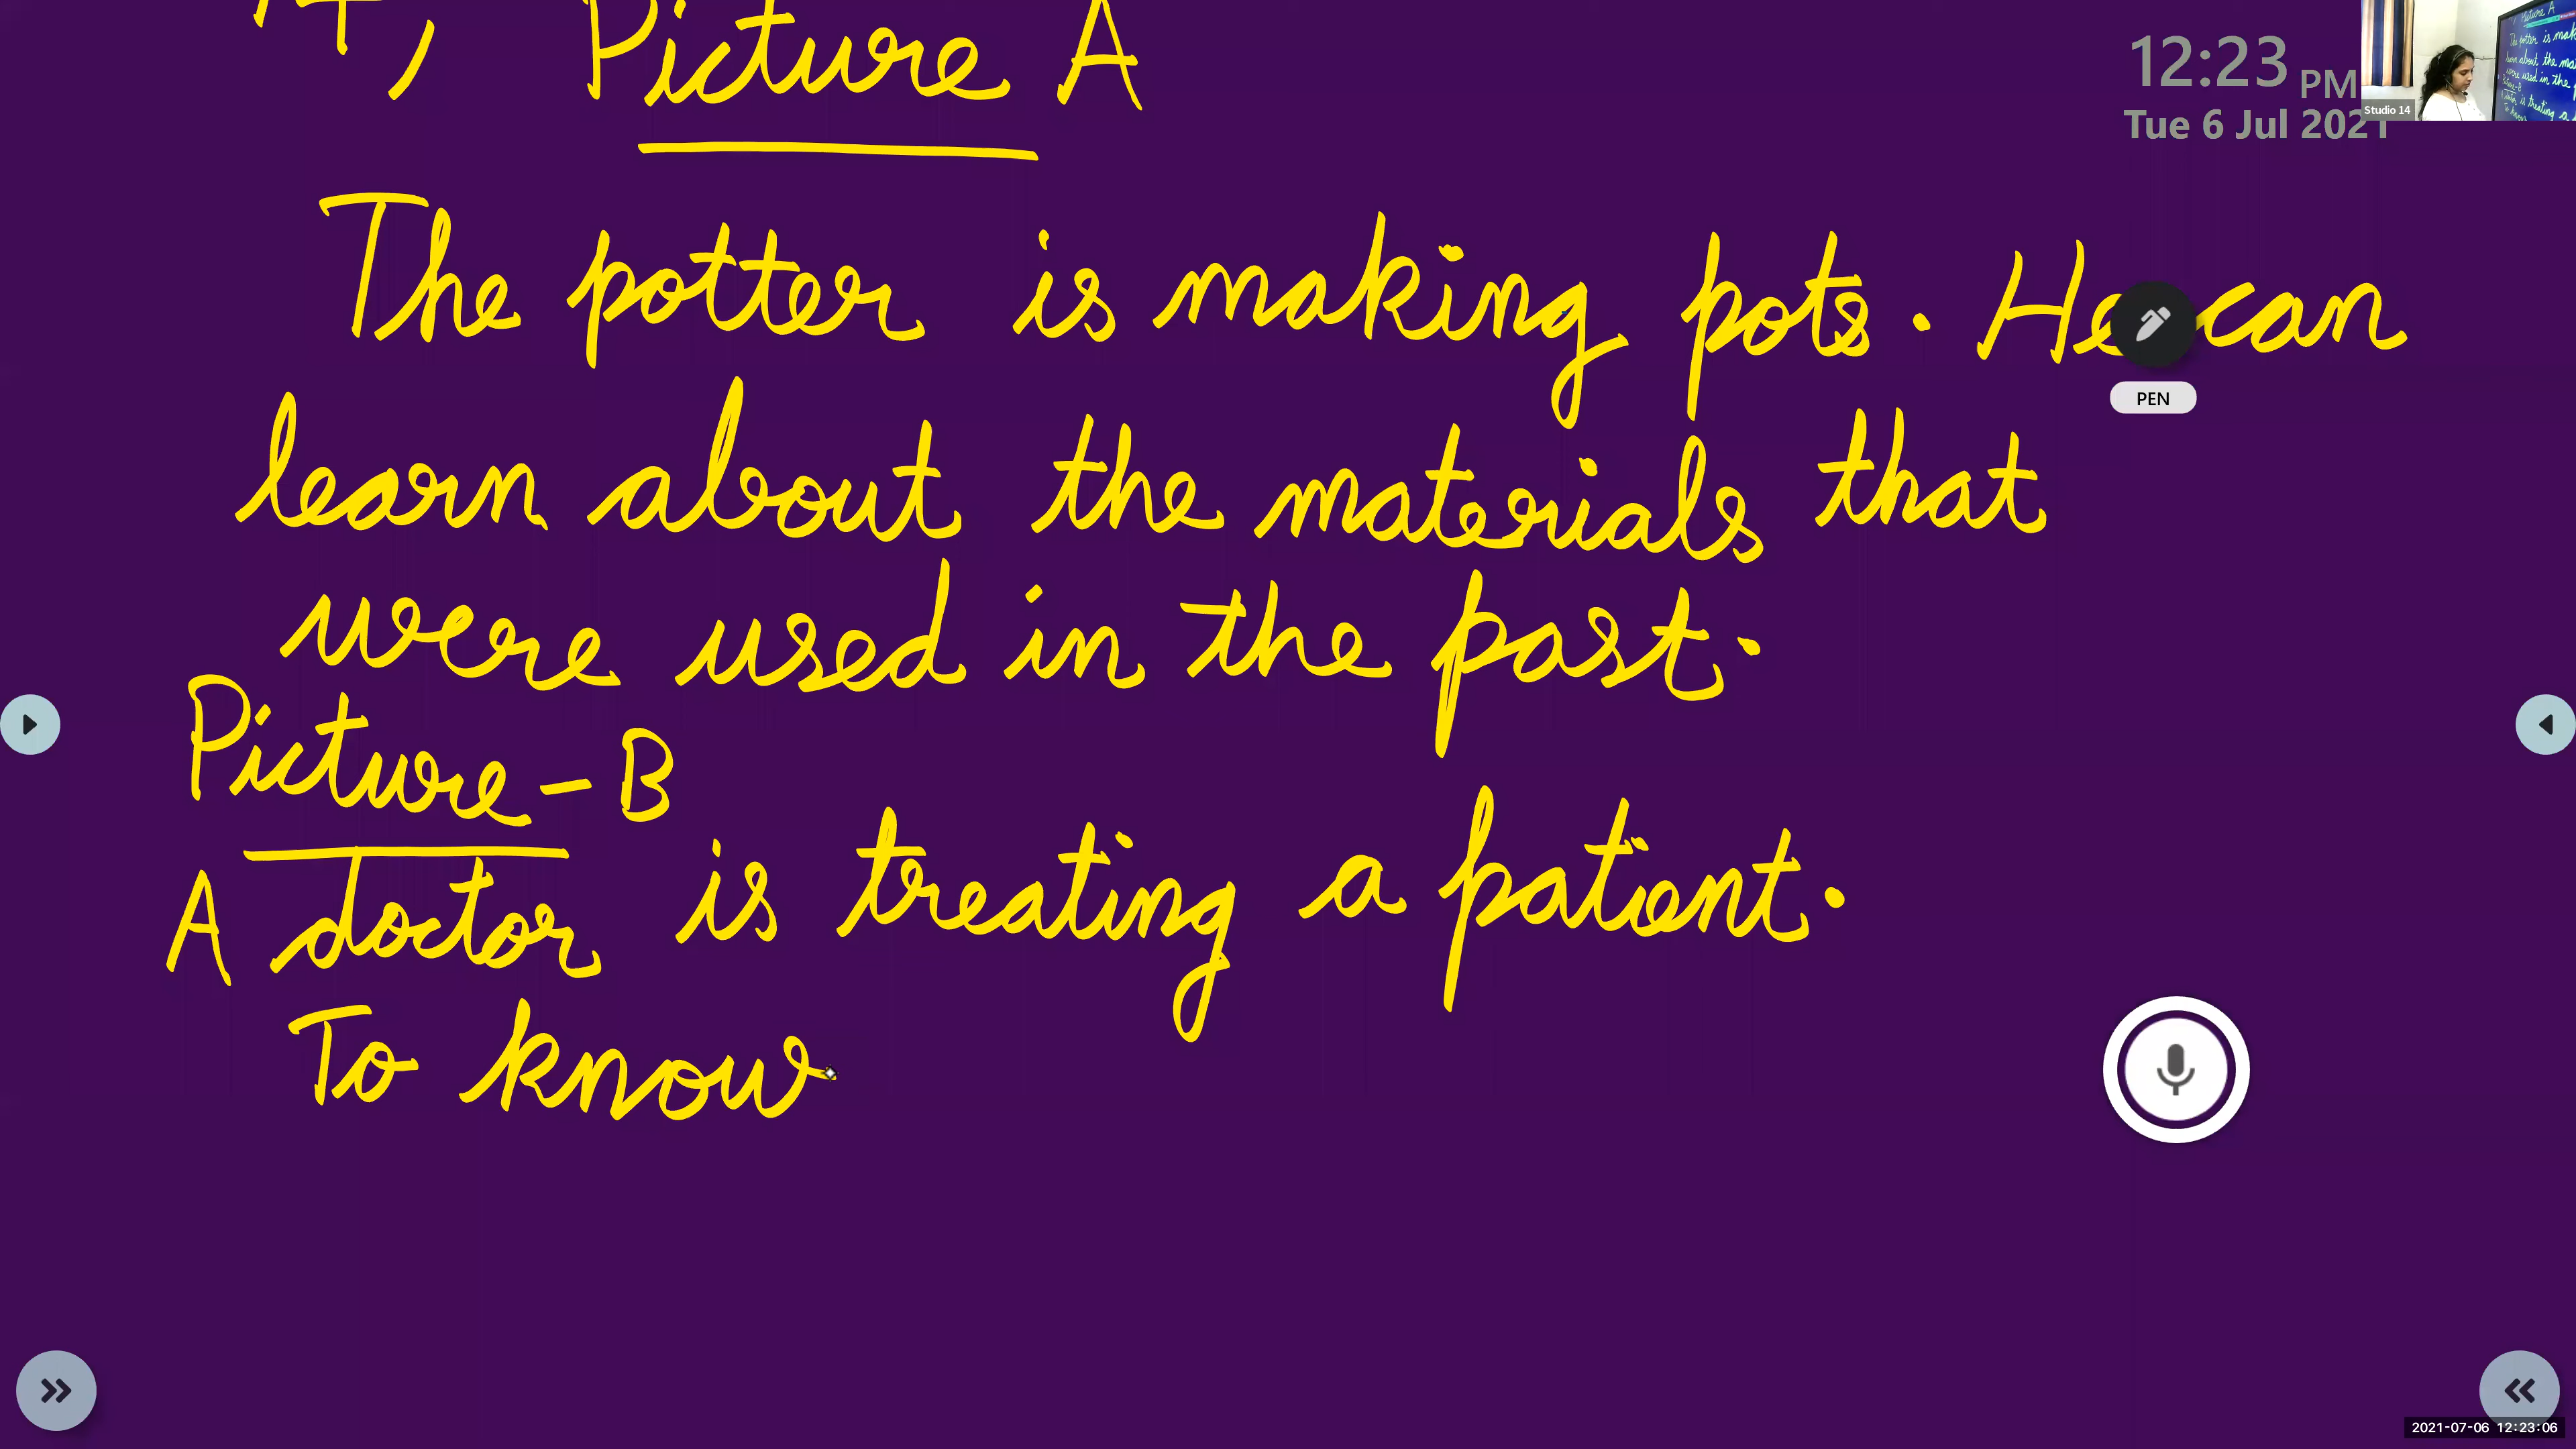 Picture A
12:23 PM
Tue 6 Jul 2021
Studio 14
The potter is making pots. He can
PEN
learn about the materials that
were used in the past.
Picture - B
A doctor is treating a patient.
To know
2021-07-06 12:23:06